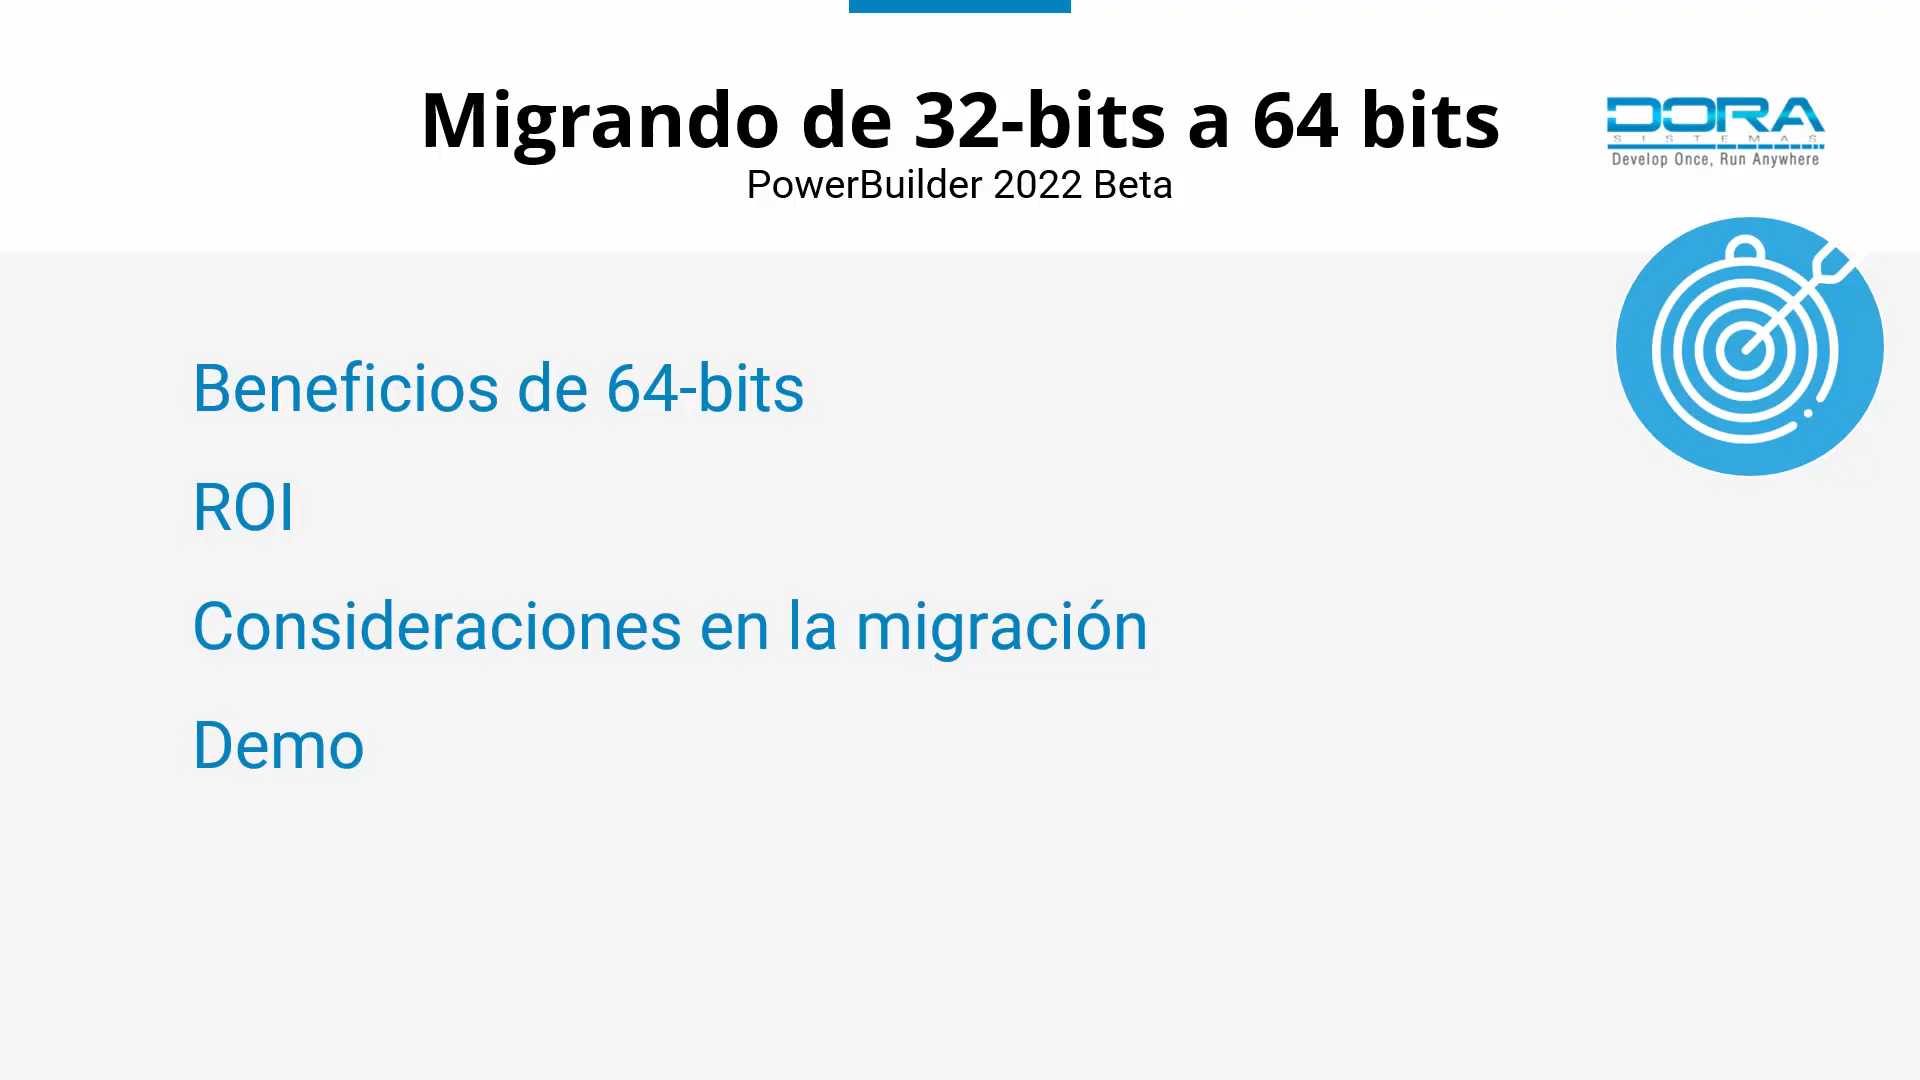 Migrando de 32-bits a 64 bits
PowerBuilder 2022 Beta
DORA
SISTEMAS
Develop Once, Run Anywhere
Beneficios de 64-bits
ROI
Consideraciones en la migración
Demo